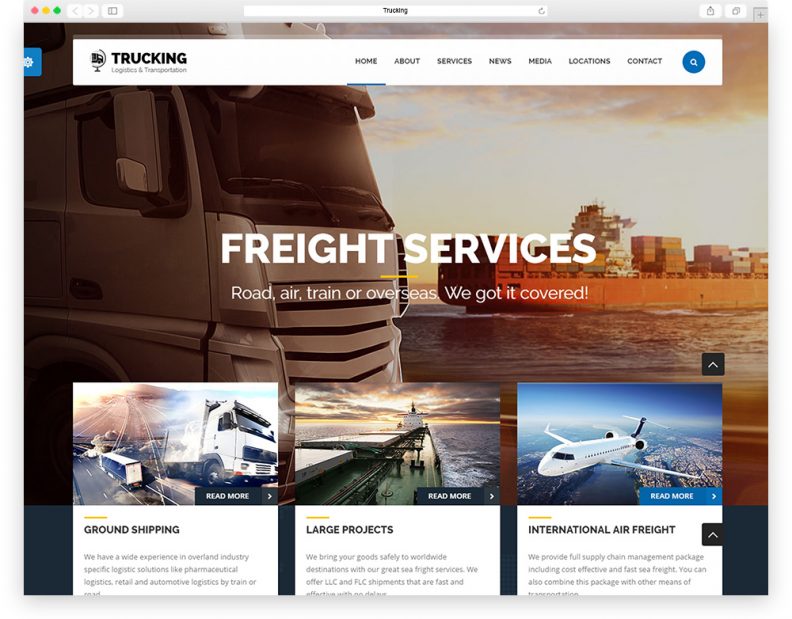 Trucking
TRUCKING
Logistics & Transportation
HOME
ABOUT
SERVICES
NEWS
MEDIA
LOCATIONS
CONTACT
FREIGHT SERVICES
Road, air, train or overseas. We got it covered!
READ MORE
READ MORE
READ MORE
GROUND SHIPPING
We have a wide experience in overland industry
specific logistic solutions like pharmaceutical
logistics, retail and automotive logistics by train or
road.
LARGE PROJECTS
We bring your goods safely to worldwide
destinations with our great sea fright services. We
offer LLC and FLC shipments that are fast and
effective with no delays.
INTERNATIONAL AIR FREIGHT
We provide full supply chain management package
including cost effective and fast sea freight. You can
also combine this package with other means of
transportation.